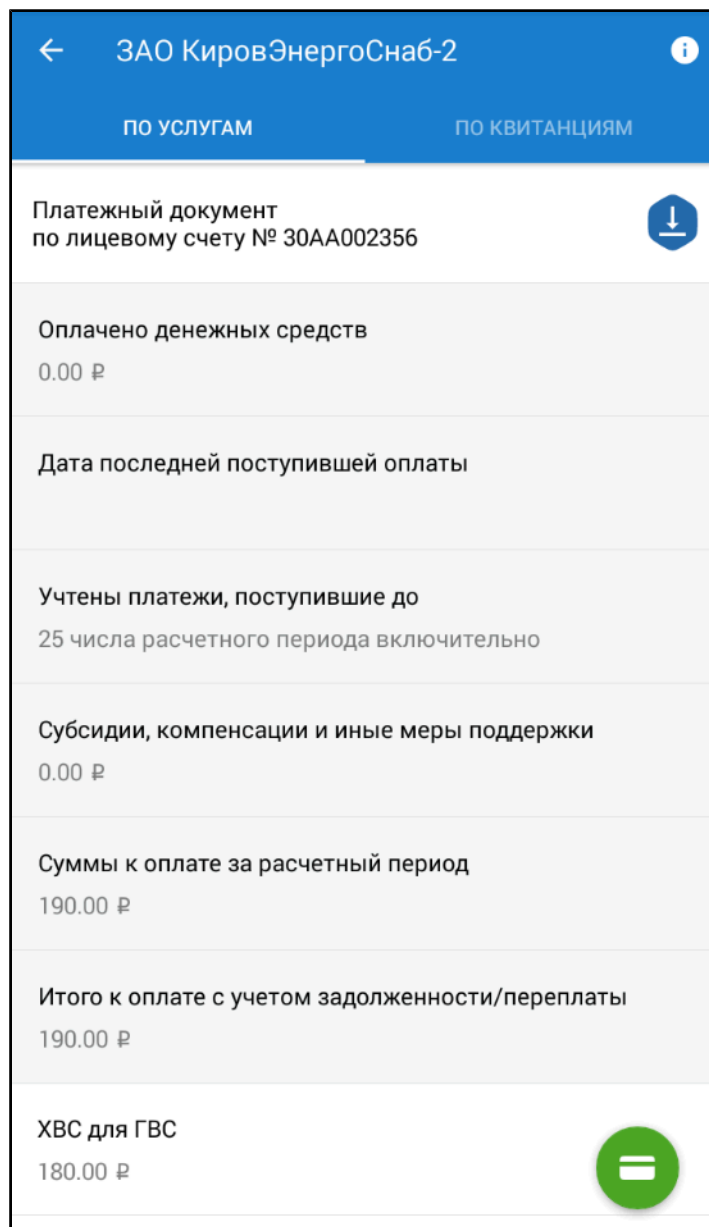 ЗАО КировЭнергоСнаб-2
ПО УСЛУГАМ
ПО КВИТАНЦИЯМ
Платежный документ
по лицевому счету № 30АА002356
Оплачено денежных средств
0.00 ₽
Дата последней поступившей оплаты
Учтены платежи, поступившие до
25 числа расчетного периода включительно
Субсидии, компенсации и иные меры поддержки
0.00 ₽
Суммы к оплате за расчетный период
190.00 ₽
Итого к оплате с учетом задолженности/переплаты
190.00 ₽
ХВС для ГВС
180.00 ₽